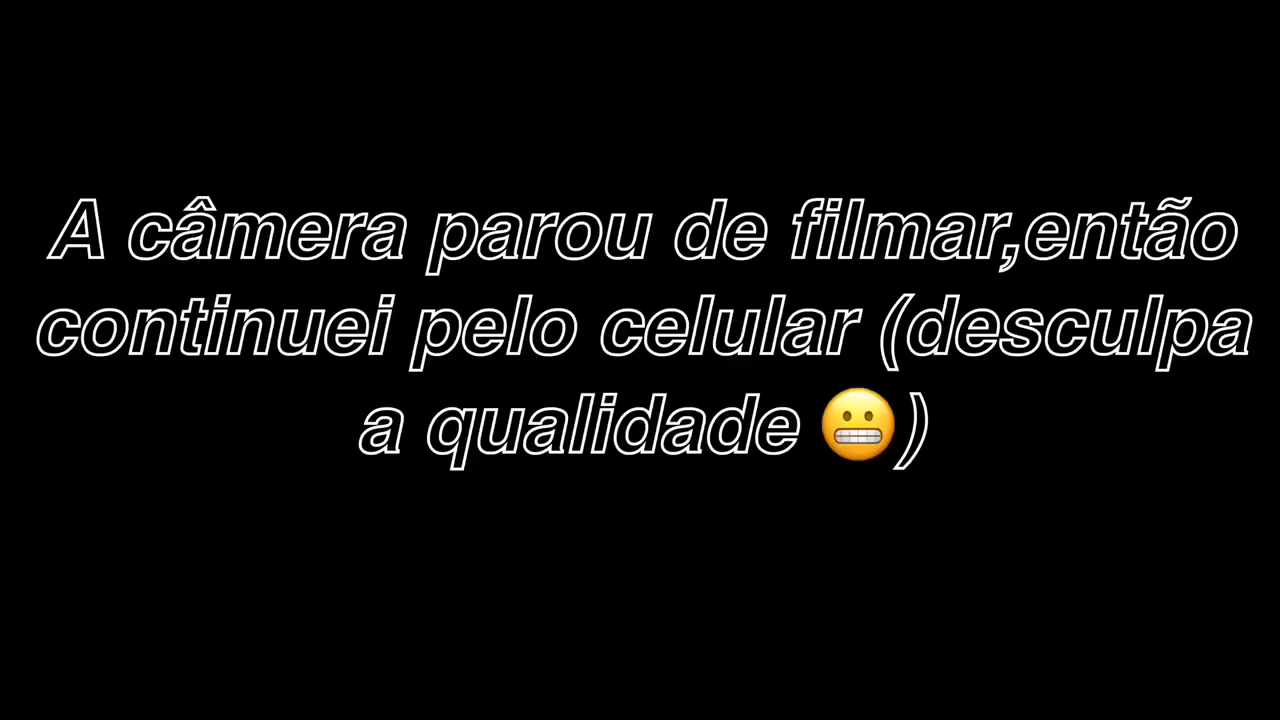 A câmera parou de filmar,então
continuei pelo celular (desculpa
a qualidade 😬)